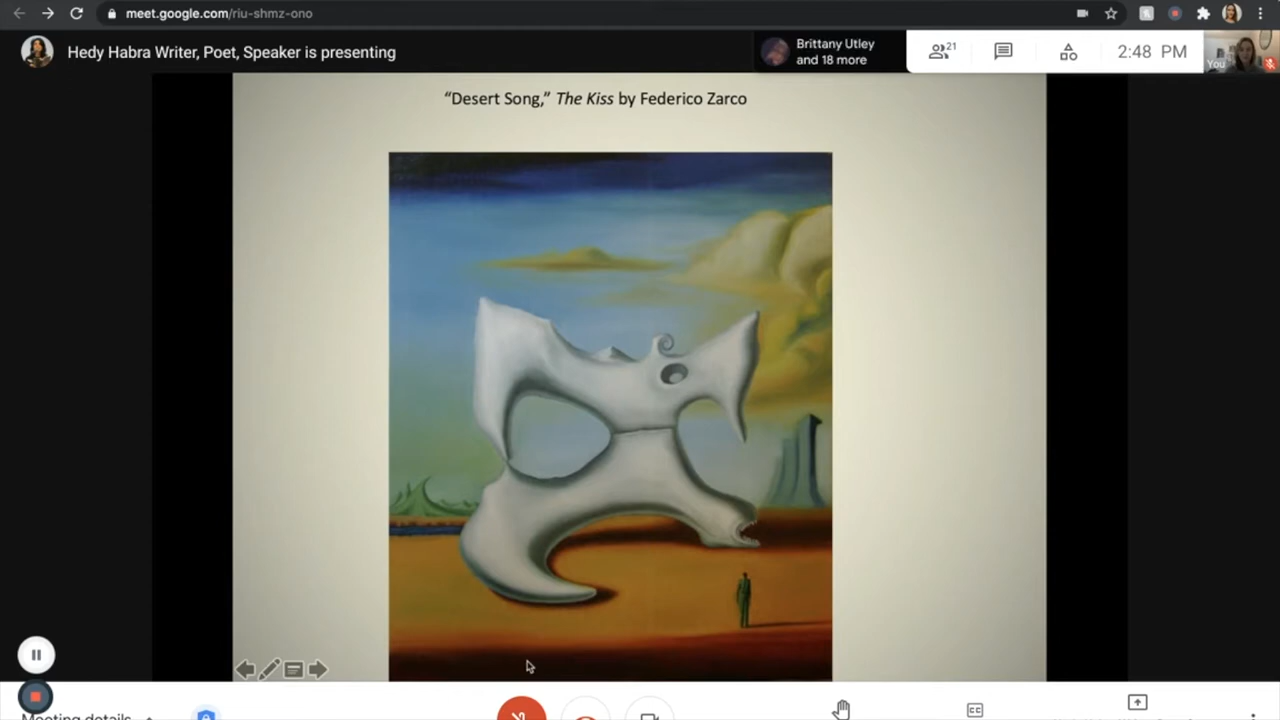 meet.google.com/riu-shmz-ono
Hedy Habra Writer, Poet, Speaker is presenting
Brittany Utley
and 18 more
21
2:48 PM
You
“Desert Song,” The Kiss by Federico Zarco
Meeting details
CC